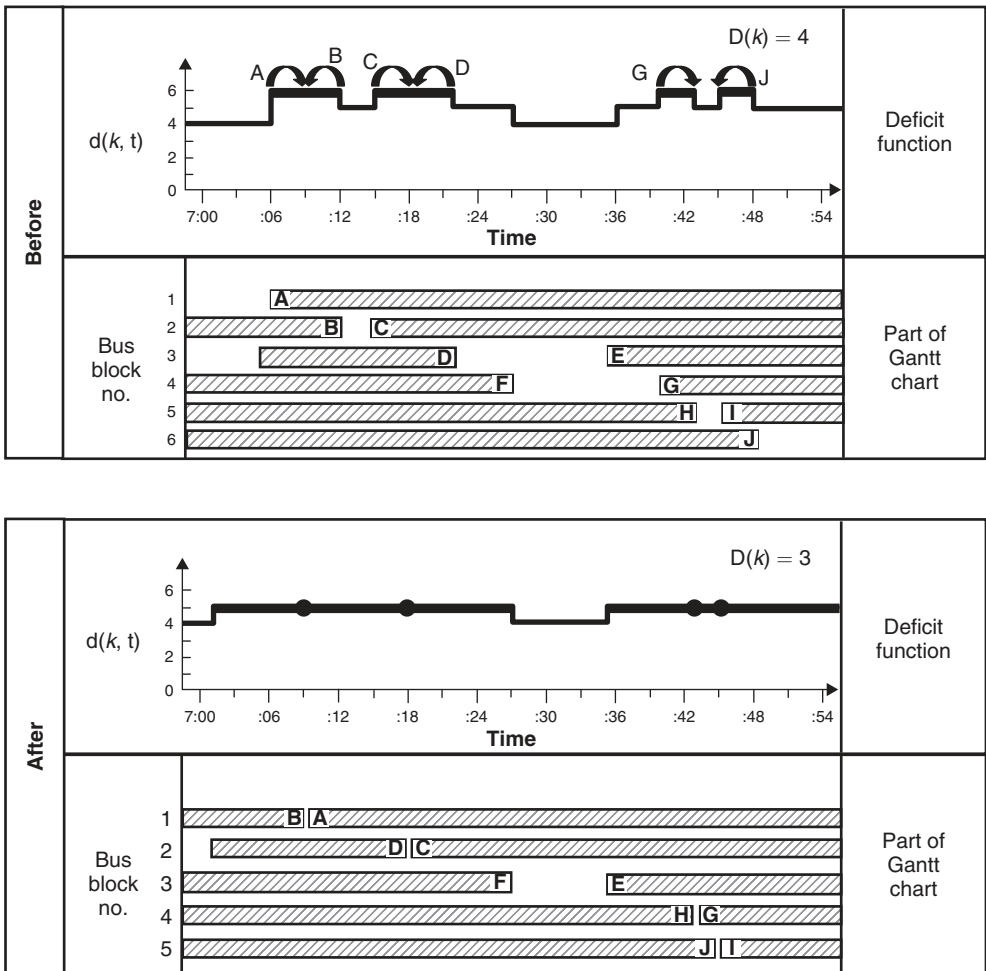 Before
D(k) = 4
A B C D G J
d(k, t)
6
4
2
0
7:00 :06 :12 :18 :24 :30 :36 :42 :48 :54
Time
Deficit
function
Bus
block
no.
1 A
2 B C
3 D E
4 F G
5 H I
6 J
Part of
Gantt
chart
After
D(k) = 3
d(k, t)
6
4
2
0
7:00 :06 :12 :18 :24 :30 :36 :42 :48 :54
Time
Deficit
function
Bus
block
no.
1 B A
2 D C
3 F E
4 H G
5 J I
Part of
Gantt
chart